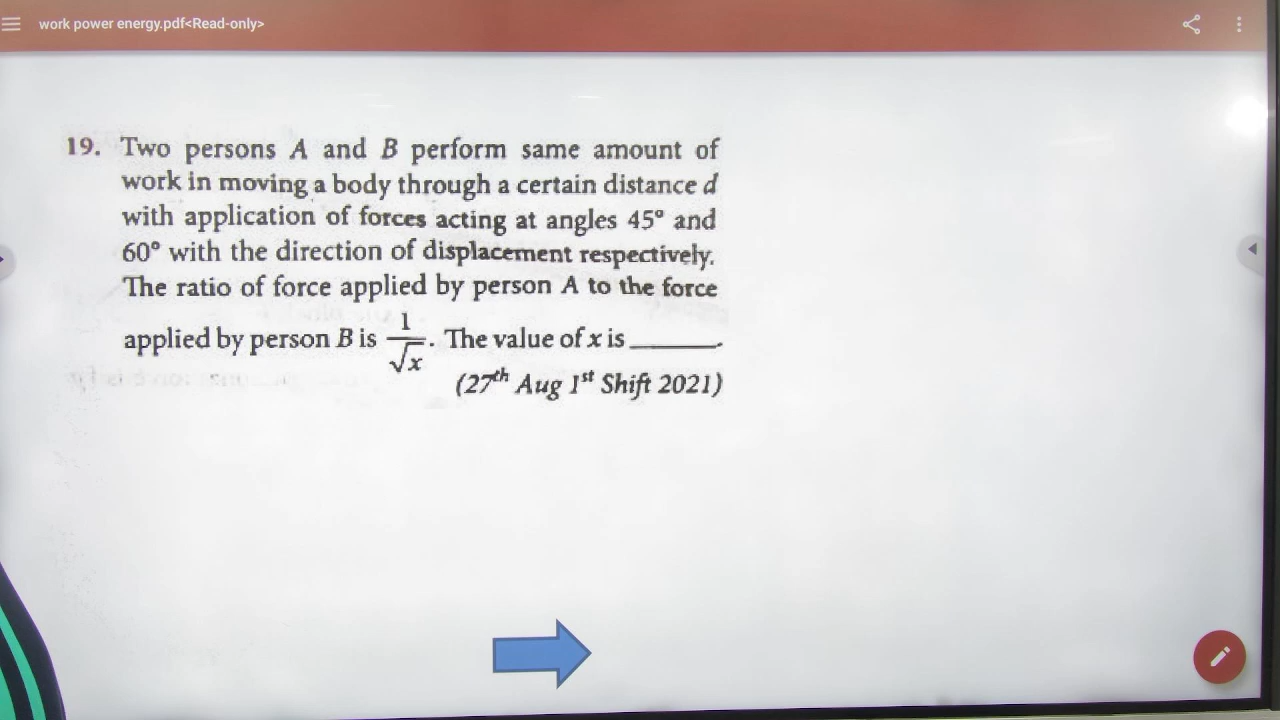 work power energy.pdf<Read-only>
19. Two persons A and B perform same amount of
work in moving a body through a certain distance d
with application of forces acting at angles 45° and
60° with the direction of displacement respectively.
The ratio of force applied by person A to the force
applied by person B is 1/√x. The value of x is ______.
(27th Aug 1st Shift 2021)